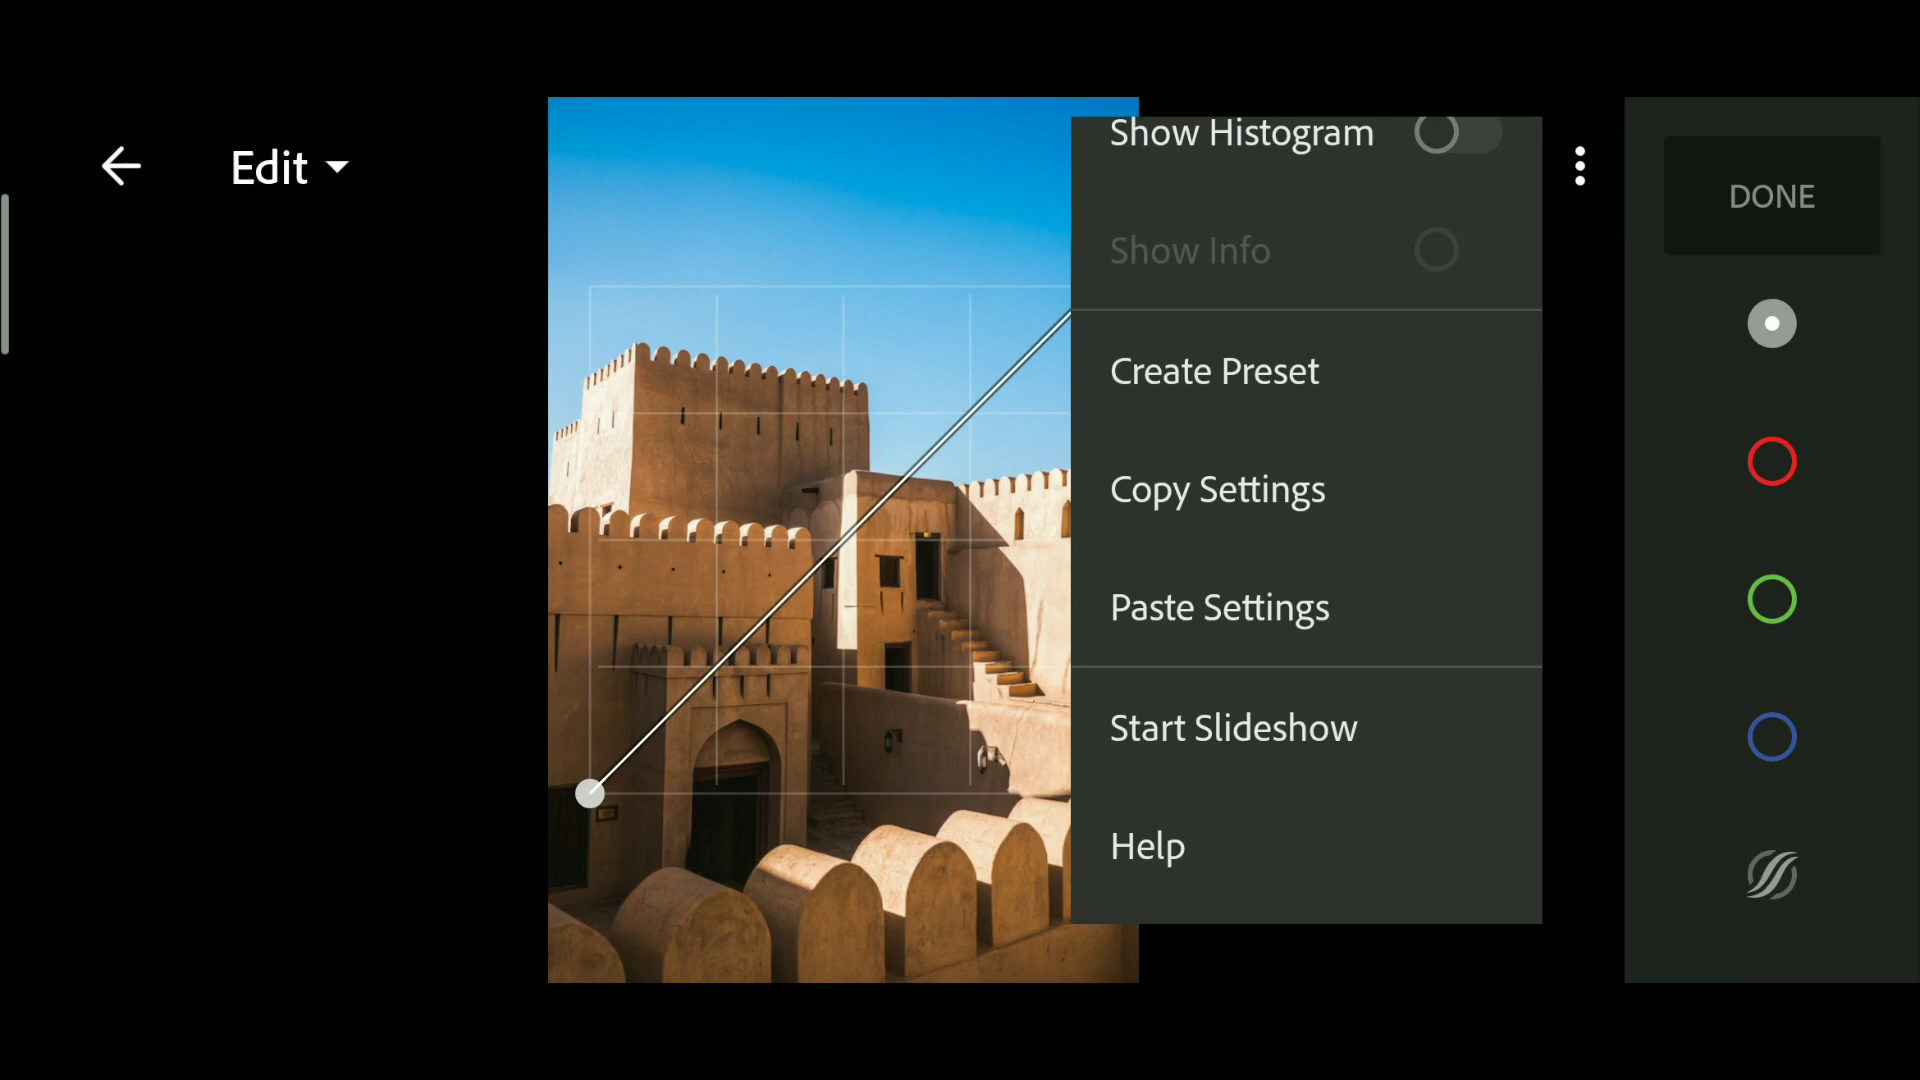 Edit
Show Histogram
Show Info
Create Preset
Copy Settings
Paste Settings
Start Slideshow
Help
DONE